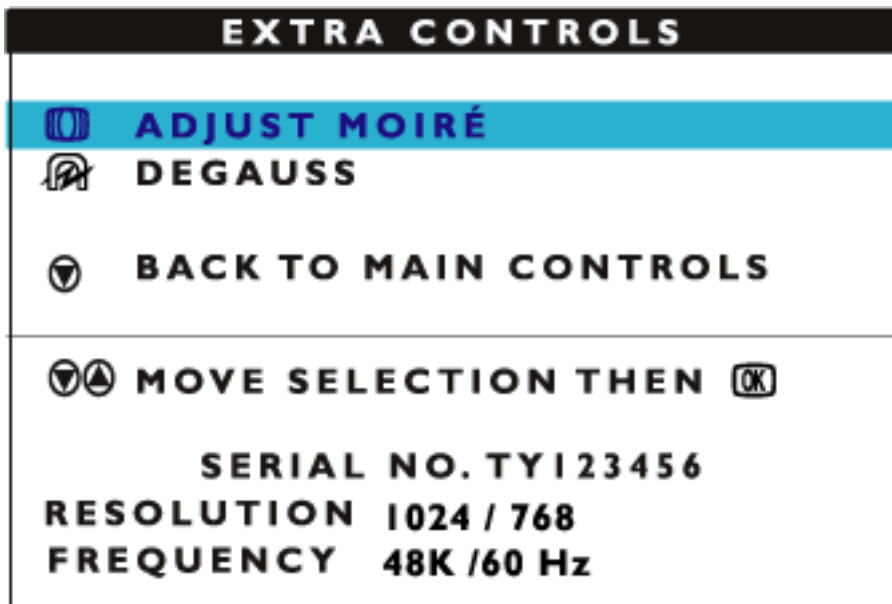 EXTRA CONTROLS
ADJUST MOIRÉ
DEGAUSS
BACK TO MAIN CONTROLS
MOVE SELECTION THEN OK
SERIAL NO. TY123456
RESOLUTION 1024 / 768
FREQUENCY 48K /60 Hz